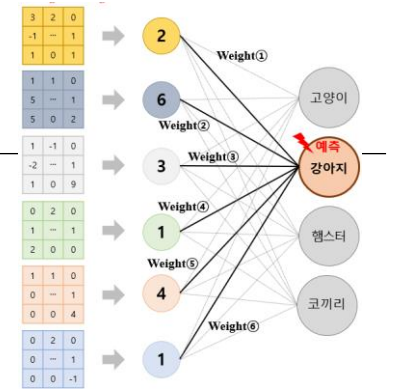 3 2 0
-1 ... 1
1 0 1
2
Weight①
1 1 0
5 ... 1
5 0 2
6
Weight②
고양이
예측
강아지
1 -1 0
-2 ... 1
1 0 9
3
Weight③
0 2 0
1 ... 1
2 0 0
1
Weight④
햄스터
1 1 0
0 ... 1
0 0 4
4
Weight⑤
코끼리
0 2 0
0 ... 1
0 0 -1
1
Weight⑥